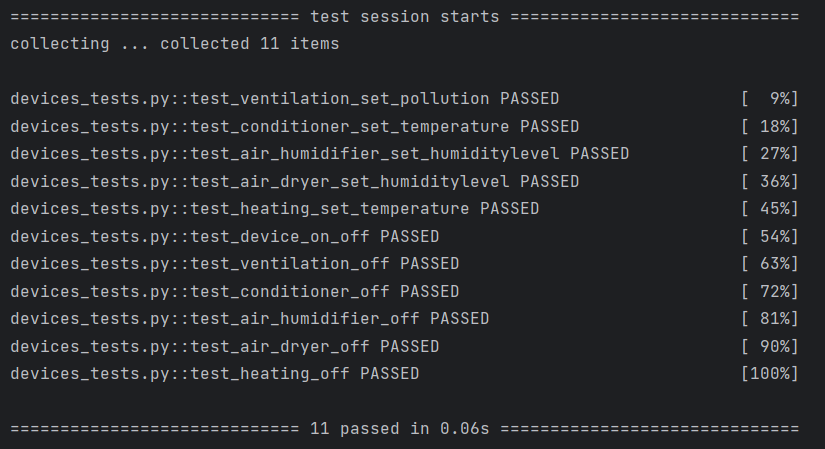 ============================= test session starts =============================
collecting ... collected 11 items
devices_tests.py::test_ventilation_set_pollution PASSED [  9%]
devices_tests.py::test_conditioner_set_temperature PASSED [ 18%]
devices_tests.py::test_air_humidifier_set_humiditylevel PASSED [ 27%]
devices_tests.py::test_air_dryer_set_humiditylevel PASSED [ 36%]
devices_tests.py::test_heating_set_temperature PASSED [ 45%]
devices_tests.py::test_device_on_off PASSED [ 54%]
devices_tests.py::test_ventilation_off PASSED [ 63%]
devices_tests.py::test_conditioner_off PASSED [ 72%]
devices_tests.py::test_air_humidifier_off PASSED [ 81%]
devices_tests.py::test_air_dryer_off PASSED [ 90%]
devices_tests.py::test_heating_off PASSED [100%]
============================= 11 passed in 0.06s ==============================